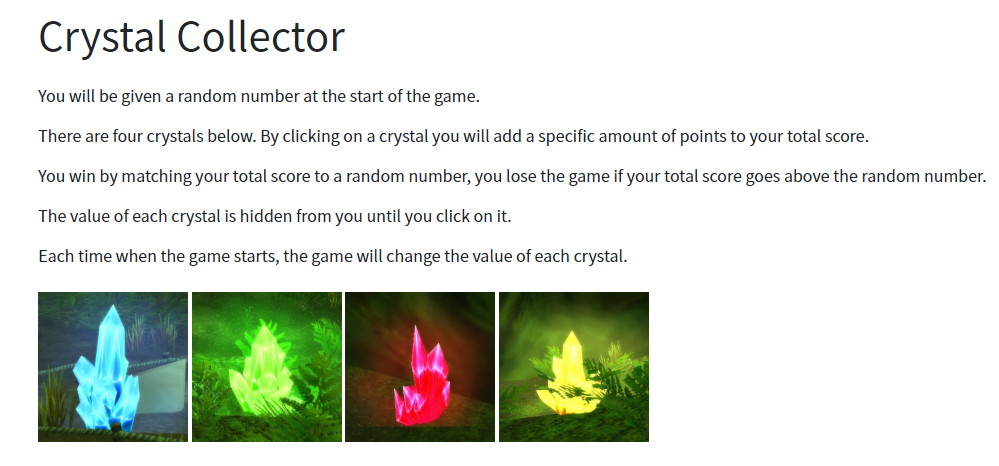 Crystal Collector
You will be given a random number at the start of the game.
There are four crystals below. By clicking on a crystal you will add a specific amount of points to your total score.
You win by matching your total score to a random number, you lose the game if your total score goes above the random number.
The value of each crystal is hidden from you until you click on it.
Each time when the game starts, the game will change the value of each crystal.